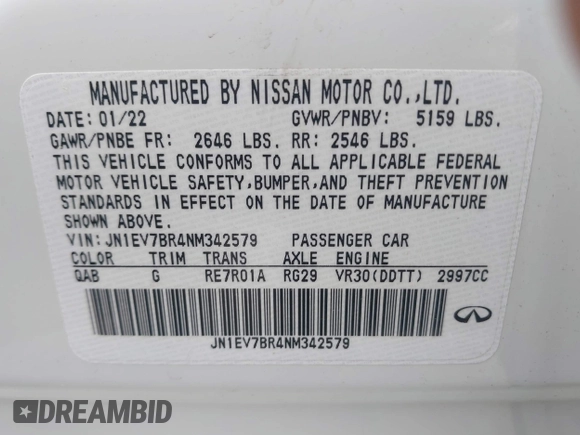 MANUFACTURED BY NISSAN MOTOR CO.,LTD.
DATE: 01/22 GVWR/PNBV: 5159 LBS.
GAWR/PNBE FR: 2646 LBS. RR: 2546 LBS.
THIS VEHICLE CONFORMS TO ALL APPLICABLE FEDERAL
MOTOR VEHICLE SAFETY,BUMPER,AND THEFT PREVENTION
STANDARDS IN EFFECT ON THE DATE OF MANUFACTURE
SHOWN ABOVE.
VIN:JN1EV7BR4NM342579 PASSENGER CAR
COLOR TRIM TRANS AXLE ENGINE
QAB G RE7R01A RG29 VR30(DDTT) 2997CC
JN1EV7BR4NM342579
DREAMBID